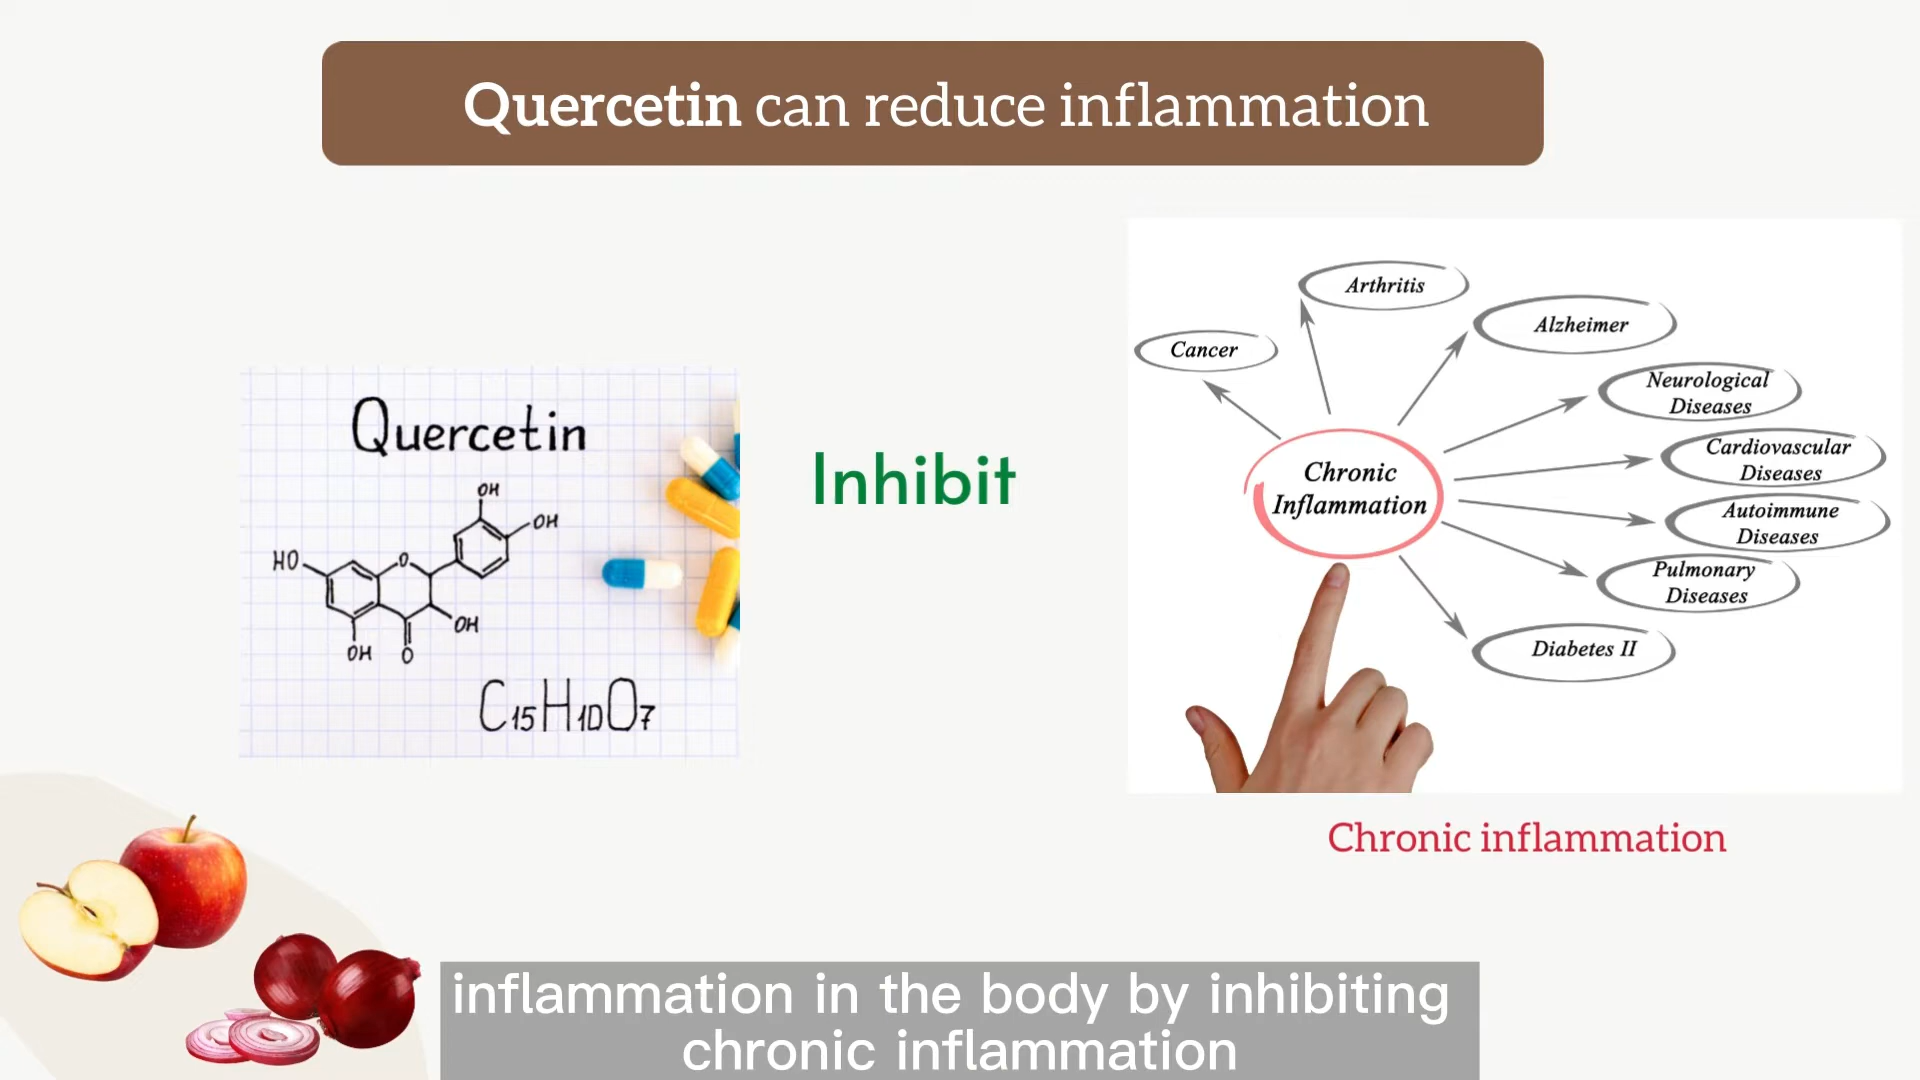 Quercetin can reduce inflammation
Quercetin
OH
OH
HO
O
OH
OH
O
C15H10O7
Inhibit
Arthritis
Alzheimer
Cancer
Neurological
Diseases
Cardiovascular
Diseases
Chronic
Inflammation
Autoimmune
Diseases
Pulmonary
Diseases
Diabetes II
Chronic inflammation
inflammation in the body by inhibiting
chronic inflammation